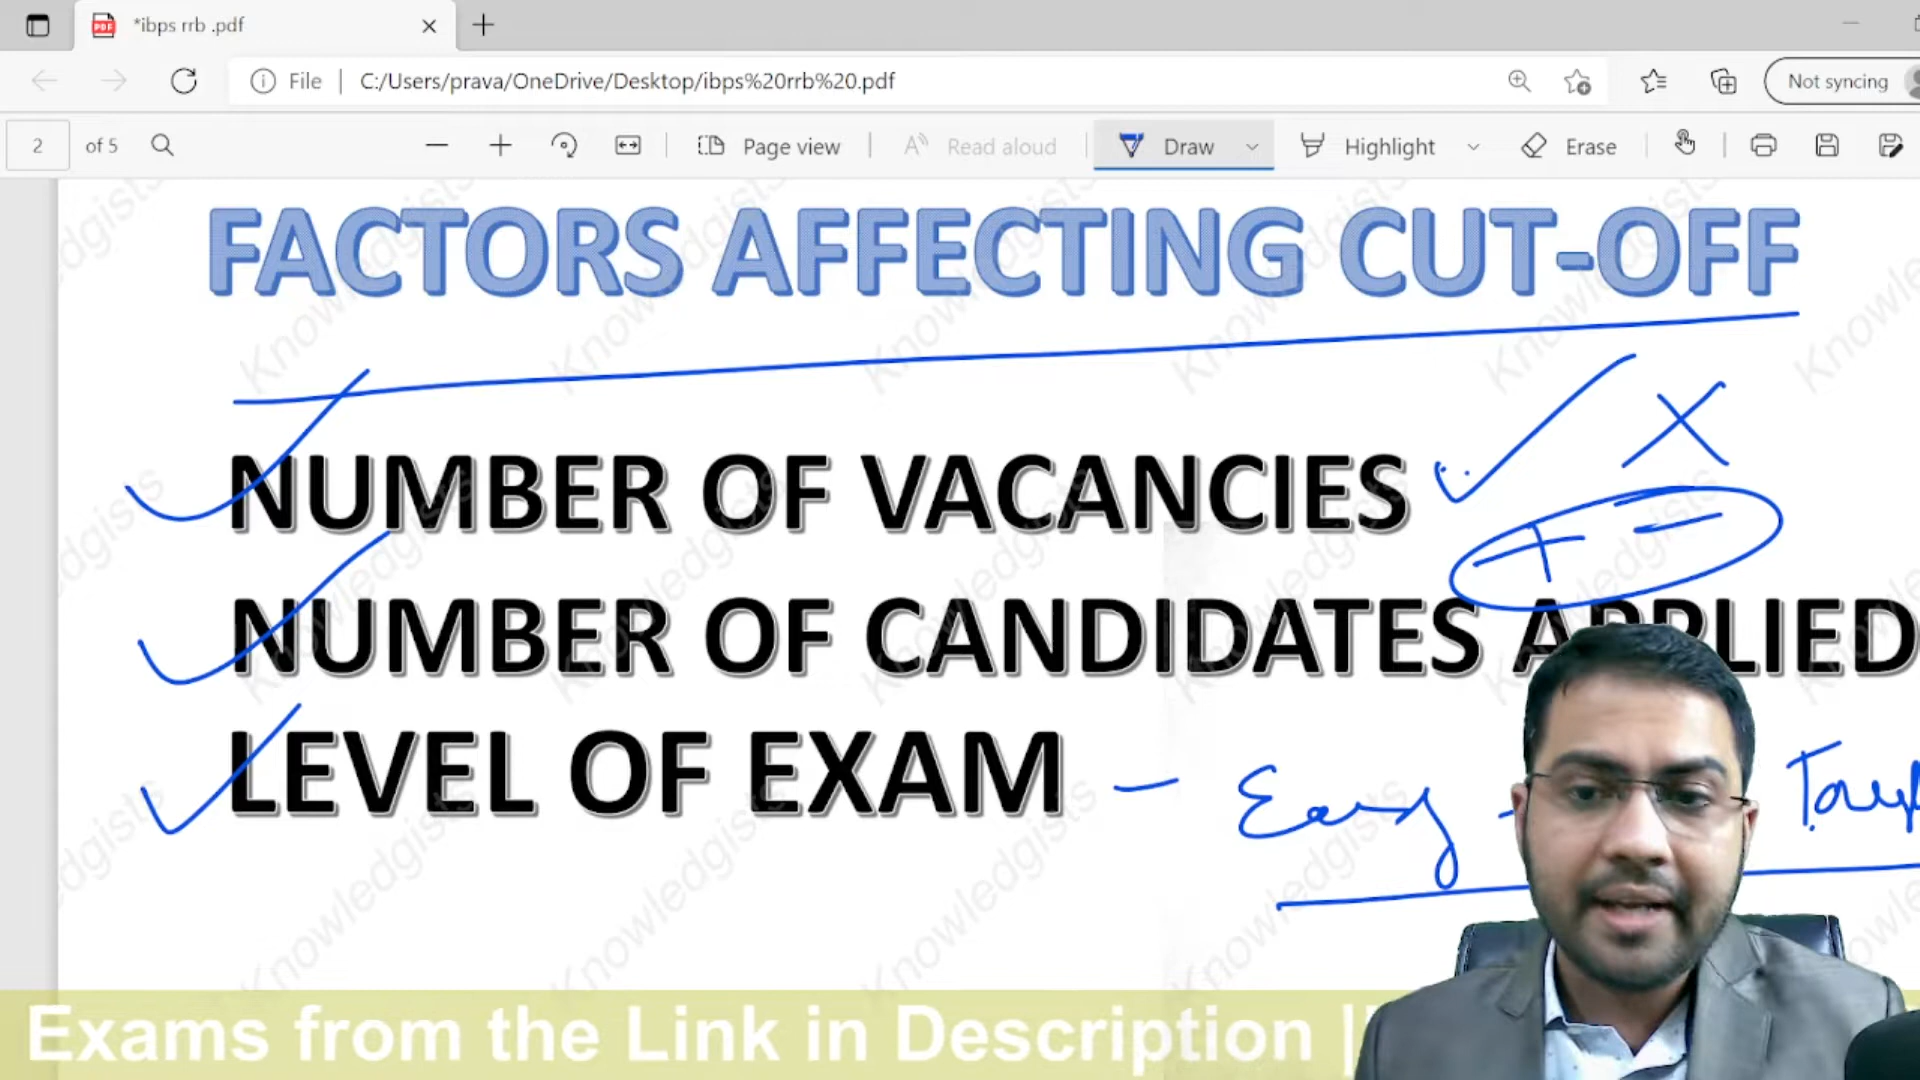 *ibps rrb .pdf
File | C:/Users/prava/OneDrive/Desktop/ibps%20rrb%20.pdf
Not syncing
2 of 5
Page view
Read aloud
Draw
Highlight
Erase
FACTORS AFFECTING CUT-OFF
NUMBER OF VACANCIES
X
+ -
NUMBER OF CANDIDATES APPLIED
LEVEL OF EXAM - Easy
Exams from the Link in Description |
Knowledgists